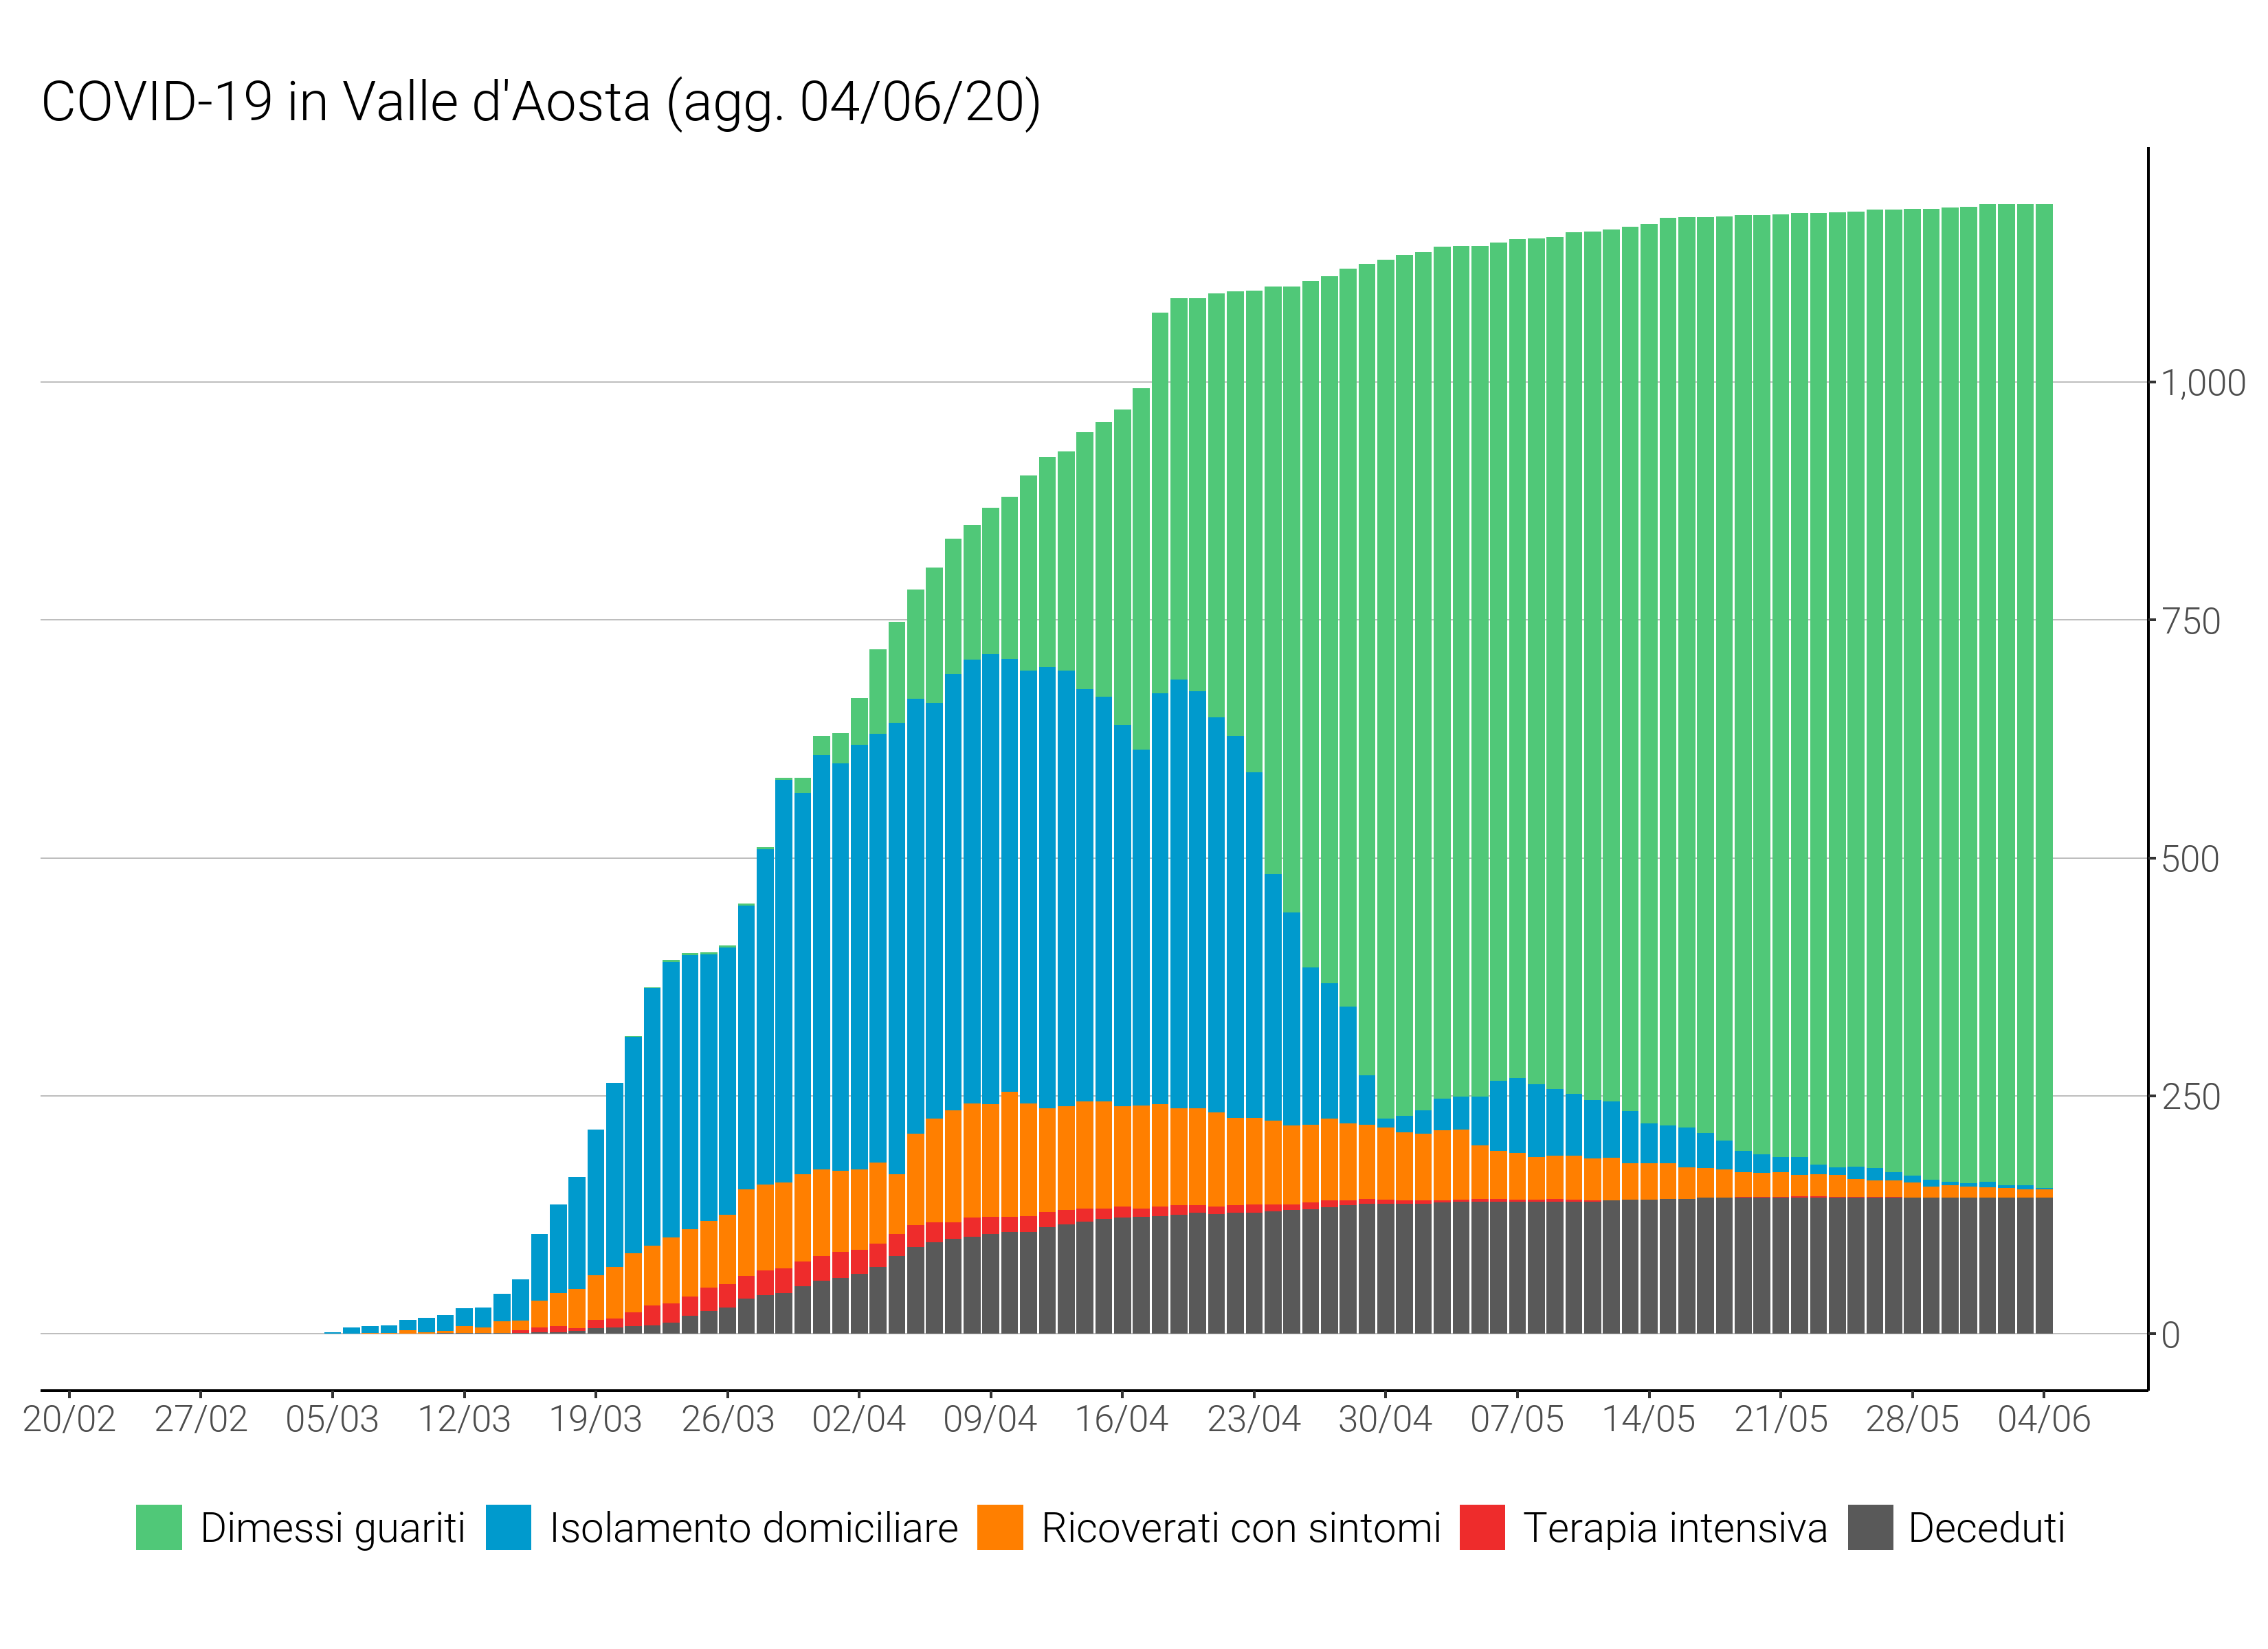 COVID-19 in Valle d'Aosta (agg. 04/06/20)
1,000
750
500
250
0
20/02 27/02 05/03 12/03 19/03 26/03 02/04 09/04 16/04 23/04 30/04 07/05 14/05 21/05 28/05 04/06
Dimessi guariti Isolamento domiciliare Ricoverati con sintomi Terapia intensiva Deceduti